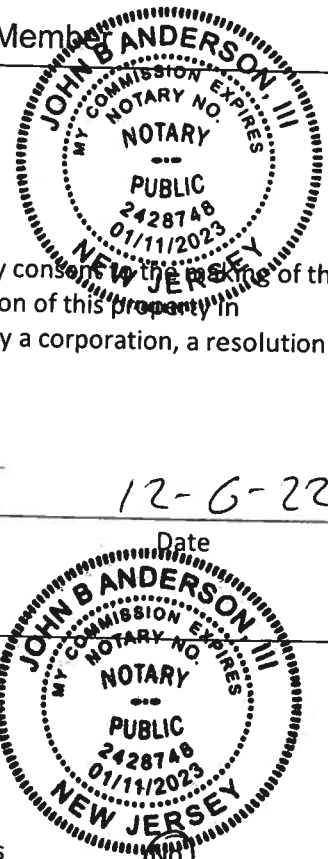 Member
JOHN B ANDERSON, III
MY COMMISSION EXPIRES
NOTARY NO.
NOTARY
PUBLIC
2428748
01/11/2023
NEW JERSEY
y consent to the making of th
on of this property in
y a corporation, a resolution
12-6-22
Date
JOHN B ANDERSON, III
MY COMMISSION EXPIRES
NOTARY NO.
NOTARY
PUBLIC
2428748
01/11/2023
NEW JERSEY
s
No